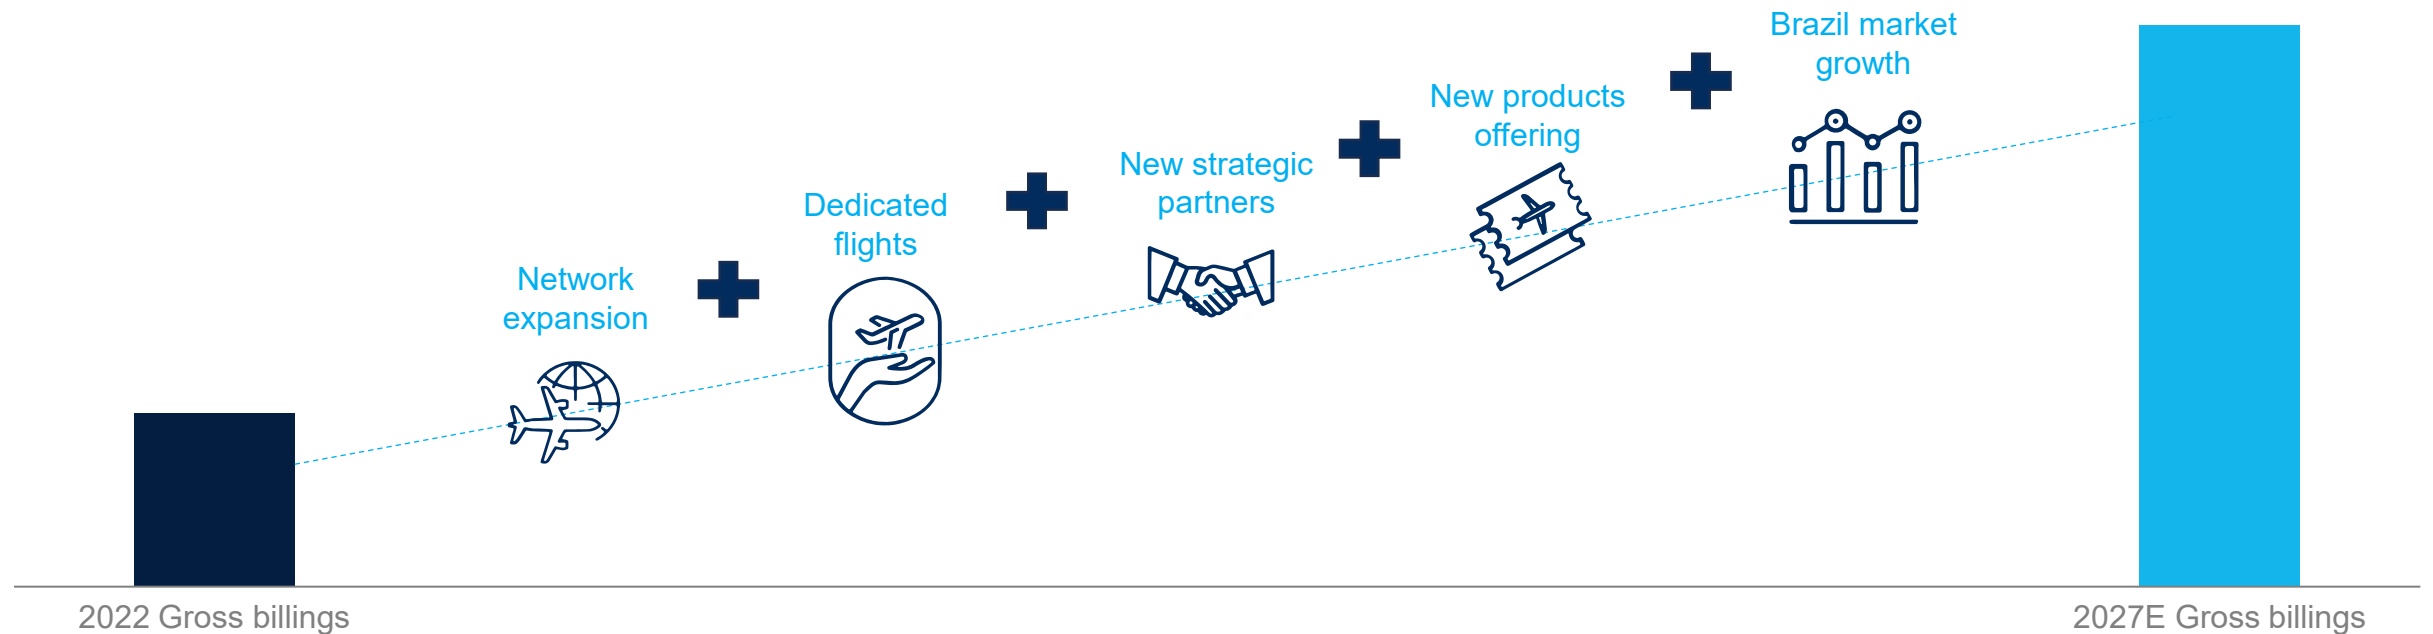 Brazil market
growth
New products
offering
New strategic
partners
Dedicated
flights
Network
expansion
2022 Gross billings
2027E Gross billings